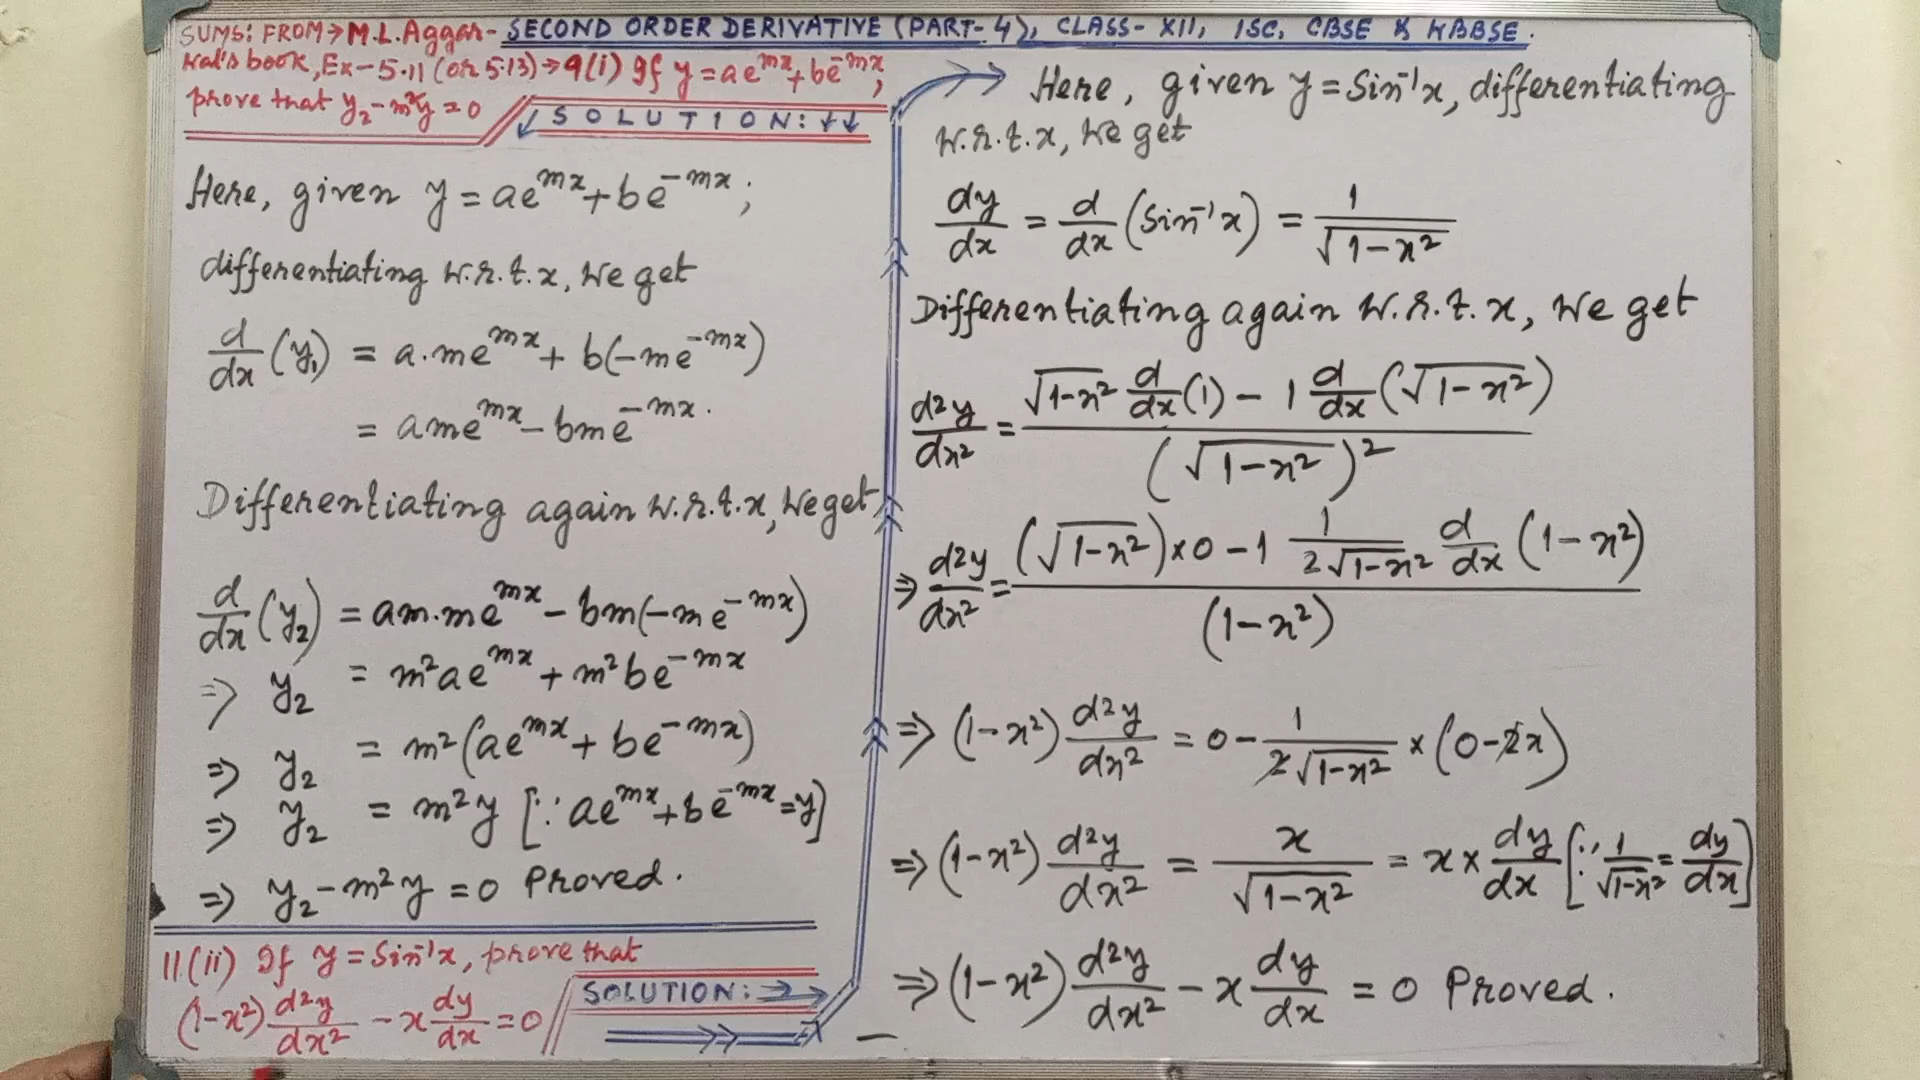 SUMS: FROM→M.L.Aggar- SECOND ORDER DERIVATIVE (PART-4), CLASS-XII, ISC, CBSE & WBBSE.
wal's book, Ex-5.11 (or 5.13)→9(i) If y = ae^mx + be^-mx,
prove that y₂-m²y=0
SOLUTION:↓↓
Here, given y = ae^mx + be^-mx;
differentiating w.r.t.x, we get
d/dx (y₁) = a.me^mx + b(-me^-mx)
= ame^mx - bme^-mx.
Differentiating again w.r.t.x, we get
d/dx (y₂) = am.me^mx - bm(-me^-mx)
⇒ y₂ = m²ae^mx + m²be^-mx
⇒ y₂ = m²(ae^mx + be^-mx)
⇒ y₂ = m²y [∵ ae^mx + be^-mx = y]
⇒ y₂ - m²y = 0 Proved.
11(ii) If y = Sin⁻¹x, prove that
(1-x²) d²y/dx² - x dy/dx = 0
SOLUTION:→
Here, given y = Sin⁻¹x, differentiating
w.r.t.x, we get
dy/dx = d/dx (Sin⁻¹x) = 1/√(1-x²)
Differentiating again w.r.t.x, we get
d²y/dx² = (√(1-x²) d/dx (1) - 1 d/dx (√(1-x²)))/(√(1-x²))²
⇒ d²y/dx² = ((√(1-x²))×0 - 1 1/(2√(1-x²)) d/dx (1-x²))/(1-x²)
⇒ (1-x²) d²y/dx² = 0 - 1/(2√(1-x²)) × (0-2x)
⇒ (1-x²) d²y/dx² = x/√(1-x²) = x × dy/dx [∵ 1/√(1-x²) = dy/dx]
⇒ (1-x²) d²y/dx² - x dy/dx = 0 Proved.